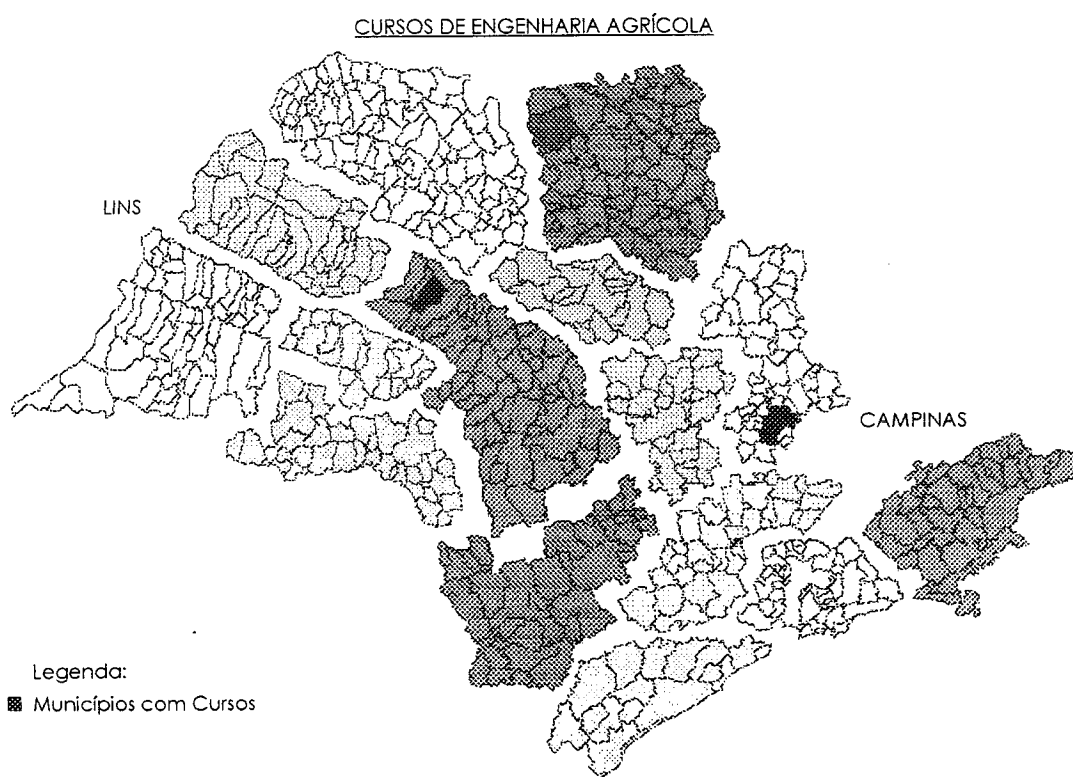 CURSOS DE ENGENHARIA AGRÍCOLA
LINS
CAMPINAS
Legenda:
Municípios com Cursos